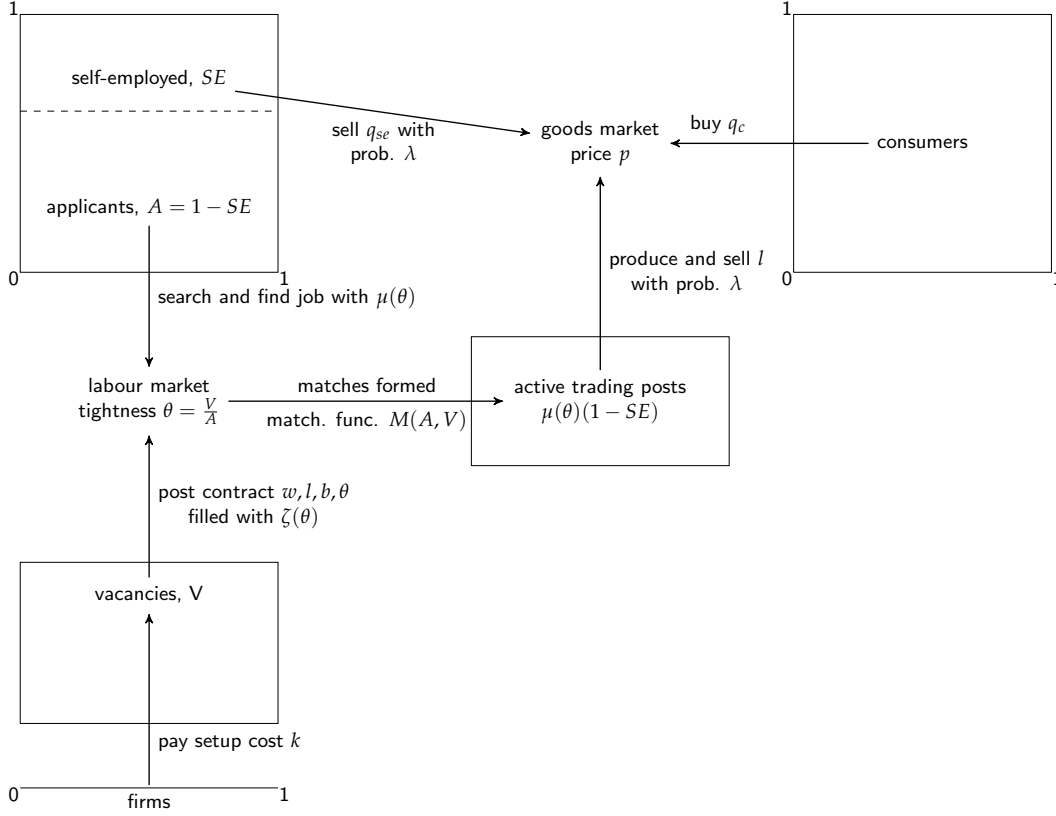 1
self-employed, SE
applicants, A = 1 − SE
0
1
sell q_se with
prob. λ
goods market
price p
buy q_c
1
consumers
0
1
search and find job with μ(θ)
produce and sell l
with prob. λ
labour market
tightness θ = V/A
matches formed
match. func. M(A, V)
active trading posts
μ(θ)(1 − SE)
post contract w, l, b, θ
filled with ζ(θ)
vacancies, V
pay setup cost k
0
1
firms